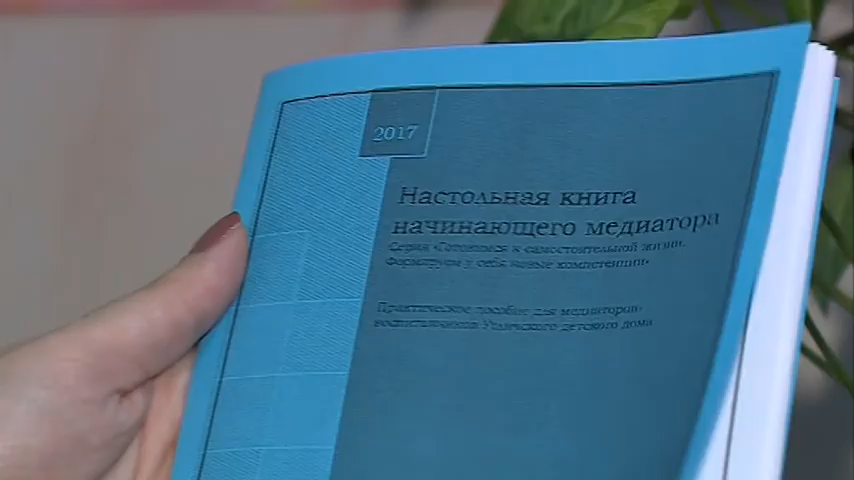 2017
Настольная книга
начинающего медиатора
Серия «Готовимся к самостоятельной жизни.
Формируем у себя новые компетенции»
Практическое пособие для медиаторов-
воспитанников детского дома